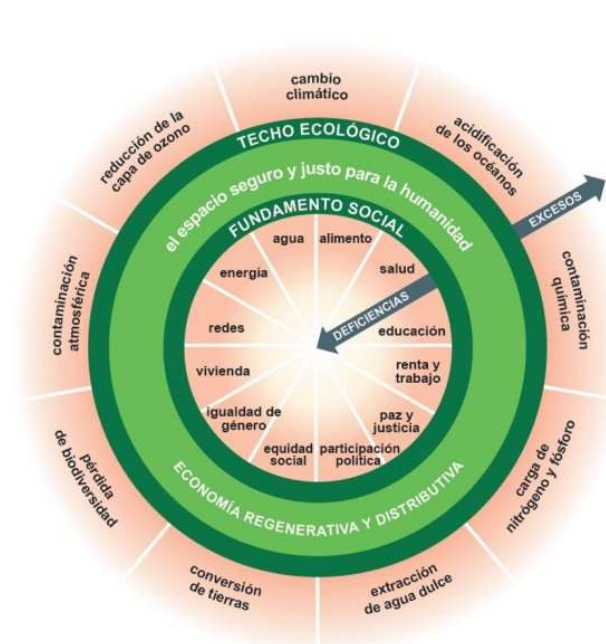 cambio
climático
acidificación
de los océanos
contaminación
química
carga de
nitrógeno y fósforo
extracción
de agua dulce
conversión
de tierras
pérdida
de biodiversidad
contaminación
atmosférica
reducción de la
capa de ozono
TECHO ECOLÓGICO
el espacio seguro y justo para la humanidad
FUNDAMENTO SOCIAL
EXCESOS
DEFICIENCIAS
agua
alimento
salud
educación
renta y
trabajo
paz y
justicia
participación
política
equidad
social
igualdad de
género
vivienda
redes
energía
ECONOMÍA REGENERATIVA Y DISTRIBUTIVA